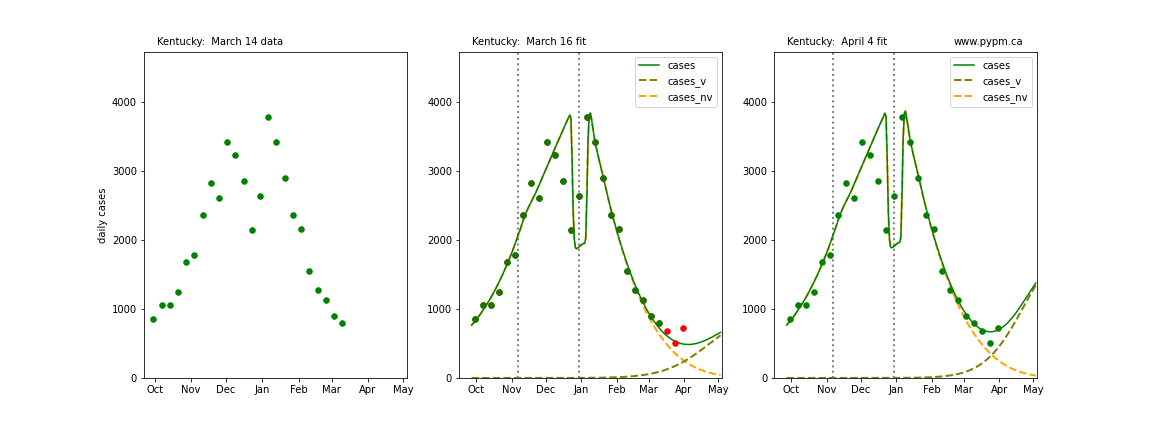 Kentucky:  March 14 data
Kentucky:  March 16 fit
Kentucky:  April 4 fit
www.pypm.ca
daily cases
4000
3000
2000
1000
0
Oct Nov Dec Jan Feb Mar Apr May
cases
cases_v
cases_nv
4000
3000
2000
1000
0
Oct Nov Dec Jan Feb Mar Apr May
cases
cases_v
cases_nv
4000
3000
2000
1000
0
Oct Nov Dec Jan Feb Mar Apr May